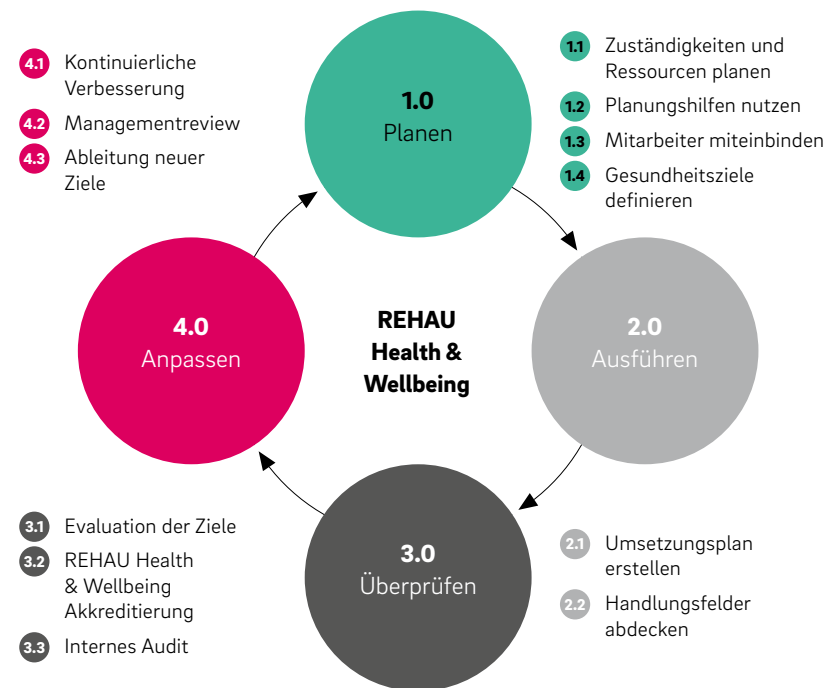 4.1 Kontinuierliche
Verbesserung
4.2 Managementreview
4.3 Ableitung neuer
Ziele
1.0
Planen
1.1 Zuständigkeiten und
Ressourcen planen
1.2 Planungshilfen nutzen
1.3 Mitarbeiter miteinbinden
1.4 Gesundheitsziele
definieren
4.0
Anpassen
REHAU
Health &
Wellbeing
2.0
Ausführen
3.1 Evaluation der Ziele
3.2 REHAU Health
& Wellbeing
Akkreditierung
3.3 Internes Audit
3.0
Überprüfen
2.1 Umsetzungsplan
erstellen
2.2 Handlungsfelder
abdecken